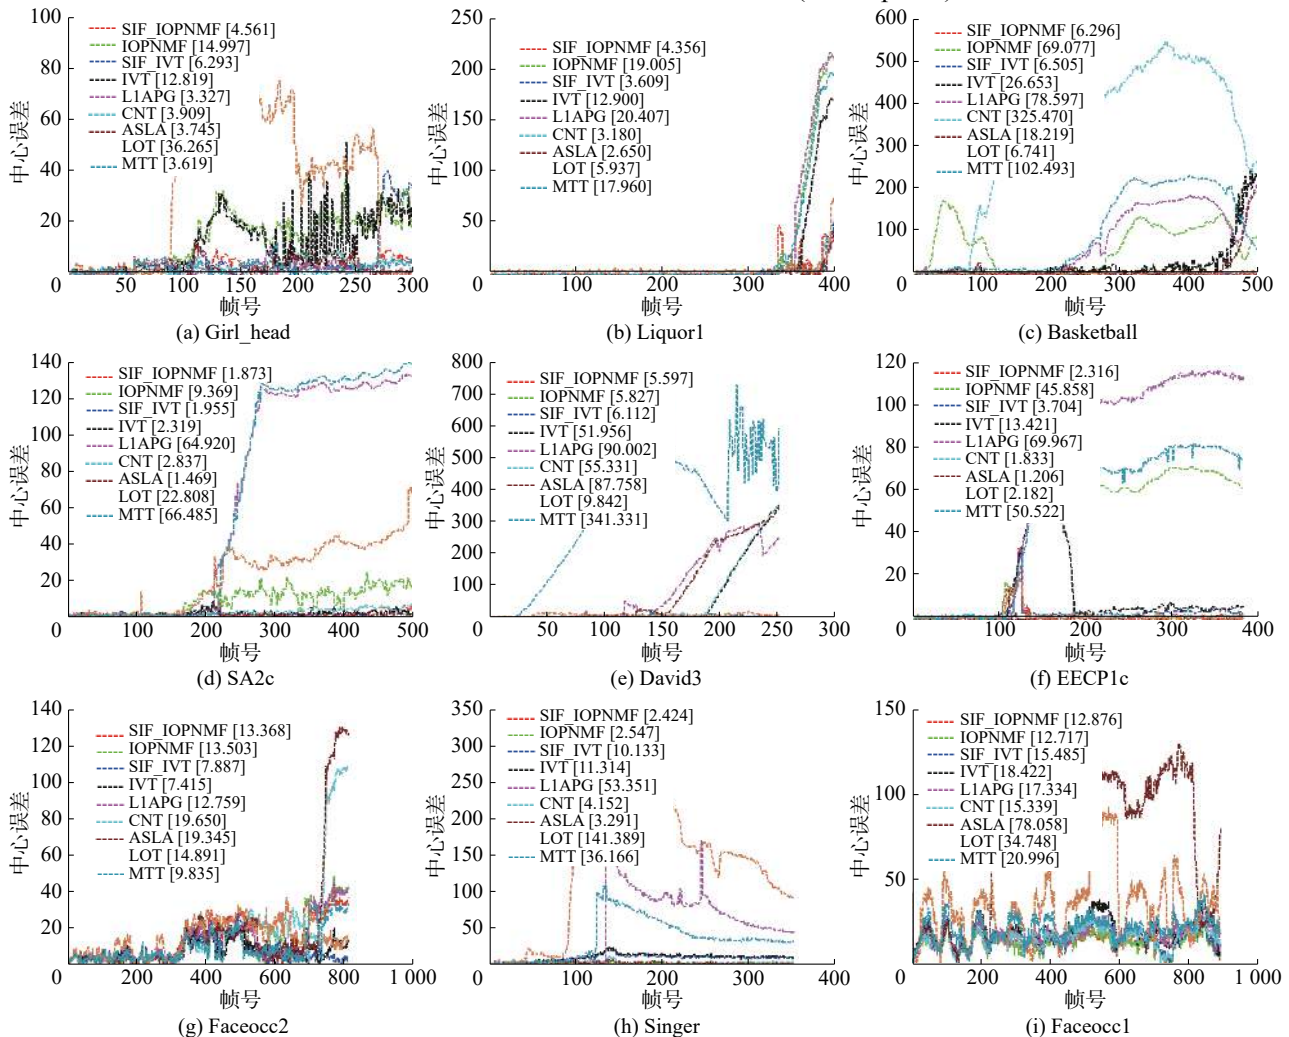 100
80
60
40
20
0
中心误差
SIF_IOPNMF [4.561]
IOPNMF [14.997]
SIF_IVT [6.293]
IVT [12.819]
L1APG [3.327]
CNT [3.909]
ASLA [3.745]
LOT [36.265]
MTT [3.619]
50 100 150 200 250 300
帧号
(a) Girl_head
250
200
150
100
50
0
中心误差
SIF_IOPNMF [4.356]
IOPNMF [19.005]
SIF_IVT [3.609]
IVT [12.900]
L1APG [20.407]
CNT [3.180]
ASLA [2.650]
LOT [5.937]
MTT [17.960]
100 200 300 400
帧号
(b) Liquor1
600
500
400
300
200
100
0
中心误差
SIF_IOPNMF [6.296]
IOPNMF [69.077]
SIF_IVT [6.505]
IVT [26.653]
L1APG [78.597]
CNT [325.470]
ASLA [18.219]
LOT [6.741]
MTT [102.493]
100 200 300 400 500
帧号
(c) Basketball
140
120
100
80
60
40
20
0
中心误差
SIF_IOPNMF [1.873]
IOPNMF [9.369]
SIF_IVT [1.955]
IVT [2.319]
L1APG [64.920]
CNT [2.837]
ASLA [1.469]
LOT [22.808]
MTT [66.485]
100 200 300 400 500
帧号
(d) SA2c
800
700
600
500
400
300
200
100
0
中心误差
SIF_IOPNMF [5.597]
IOPNMF [5.827]
SIF_IVT [6.112]
IVT [51.956]
L1APG [90.002]
CNT [55.331]
ASLA [87.758]
LOT [9.842]
MTT [341.331]
50 100 150 200 250 300
帧号
(e) David3
120
100
80
60
40
20
0
中心误差
SIF_IOPNMF [2.316]
IOPNMF [45.858]
SIF_IVT [3.704]
IVT [13.421]
L1APG [69.967]
CNT [1.833]
ASLA [1.206]
LOT [2.182]
MTT [50.522]
100 200 300 400
帧号
(f) EECP1c
140
120
100
80
60
40
20
0
中心误差
SIF_IOPNMF [13.368]
IOPNMF [13.503]
SIF_IVT [7.887]
IVT [7.415]
L1APG [12.759]
CNT [19.650]
ASLA [19.345]
LOT [14.891]
MTT [9.835]
200 400 600 800 1 000
帧号
(g) Faceocc2
350
300
250
200
150
100
50
0
中心误差
SIF_IOPNMF [2.424]
IOPNMF [2.547]
SIF_IVT [10.133]
IVT [11.314]
L1APG [53.351]
CNT [4.152]
ASLA [3.291]
LOT [141.389]
MTT [36.166]
100 200 300 400
帧号
(h) Singer
150
100
50
0
中心误差
SIF_IOPNMF [12.876]
IOPNMF [12.717]
SIF_IVT [15.485]
IVT [18.422]
L1APG [17.334]
CNT [15.339]
ASLA [78.058]
LOT [34.748]
MTT [20.996]
200 400 600 800 1 000
帧号
(i) Faceocc1